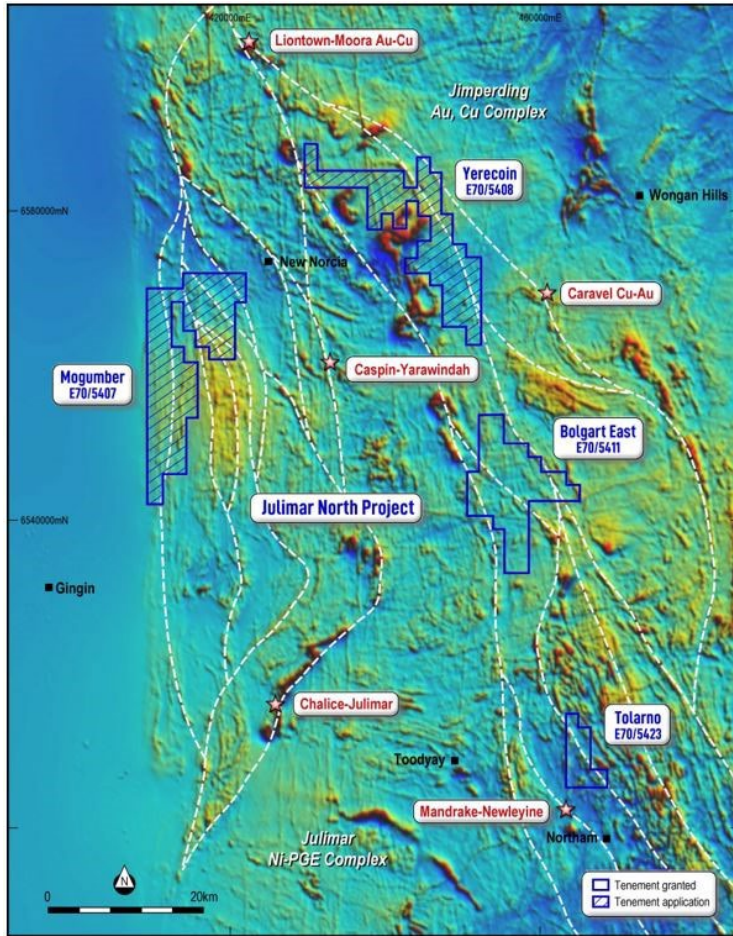 420000mE
460000mE
Liontown-Moora Au-Cu
Jimperding
Au, Cu Complex
Yerecoin
E70/5408
Wongan Hills
6580000mN
New Norcia
Caravel Cu-Au
Caspin-Yarawindah
Mogumber
E70/5407
Bolgart East
E70/5411
Julimar North Project
6540000mN
Gingin
Chalice-Julimar
Tolarno
E70/5423
Toodyay
Mandrake-Newleyine
Northam
Julimar
Ni-PGE Complex
N
0
20km
Tenement granted
Tenement application